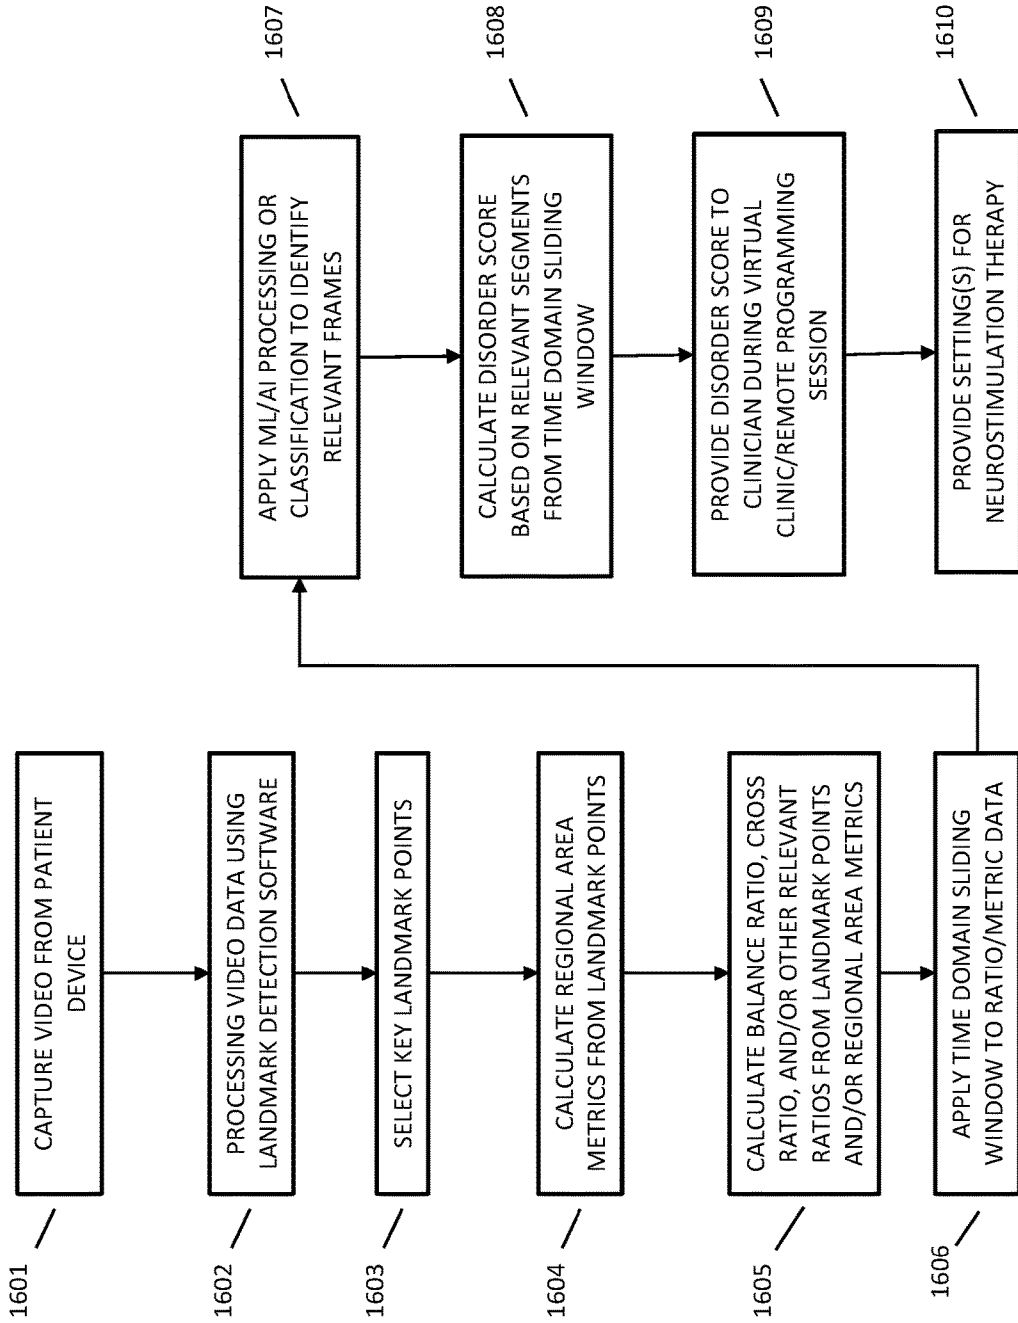 1601
CAPTURE VIDEO FROM PATIENT
DEVICE
1602
PROCESSING VIDEO DATA USING
LANDMARK DETECTION SOFTWARE
1603
SELECT KEY LANDMARK POINTS
1604
CALCULATE REGIONAL AREA
METRICS FROM LANDMARK POINTS
1605
CALCULATE BALANCE RATIO, CROSS
RATIO, AND/OR OTHER RELEVANT
RATIOS FROM LANDMARK POINTS
AND/OR REGIONAL AREA METRICS
1606
APPLY TIME DOMAIN SLIDING
WINDOW TO RATIO/METRIC DATA
APPLY ML/AI PROCESSING OR
CLASSIFICATION TO IDENTIFY
RELEVANT FRAMES
1607
CALCULATE DISORDER SCORE
BASED ON RELEVANT SEGMENTS
FROM TIME DOMAIN SLIDING
WINDOW
1608
PROVIDE DISORDER SCORE TO
CLINICIAN DURING VIRTUAL
CLINIC/REMOTE PROGRAMMING
SESSION
1609
PROVIDE SETTING(S) FOR
NEUROSTIMULATION THERAPY
1610